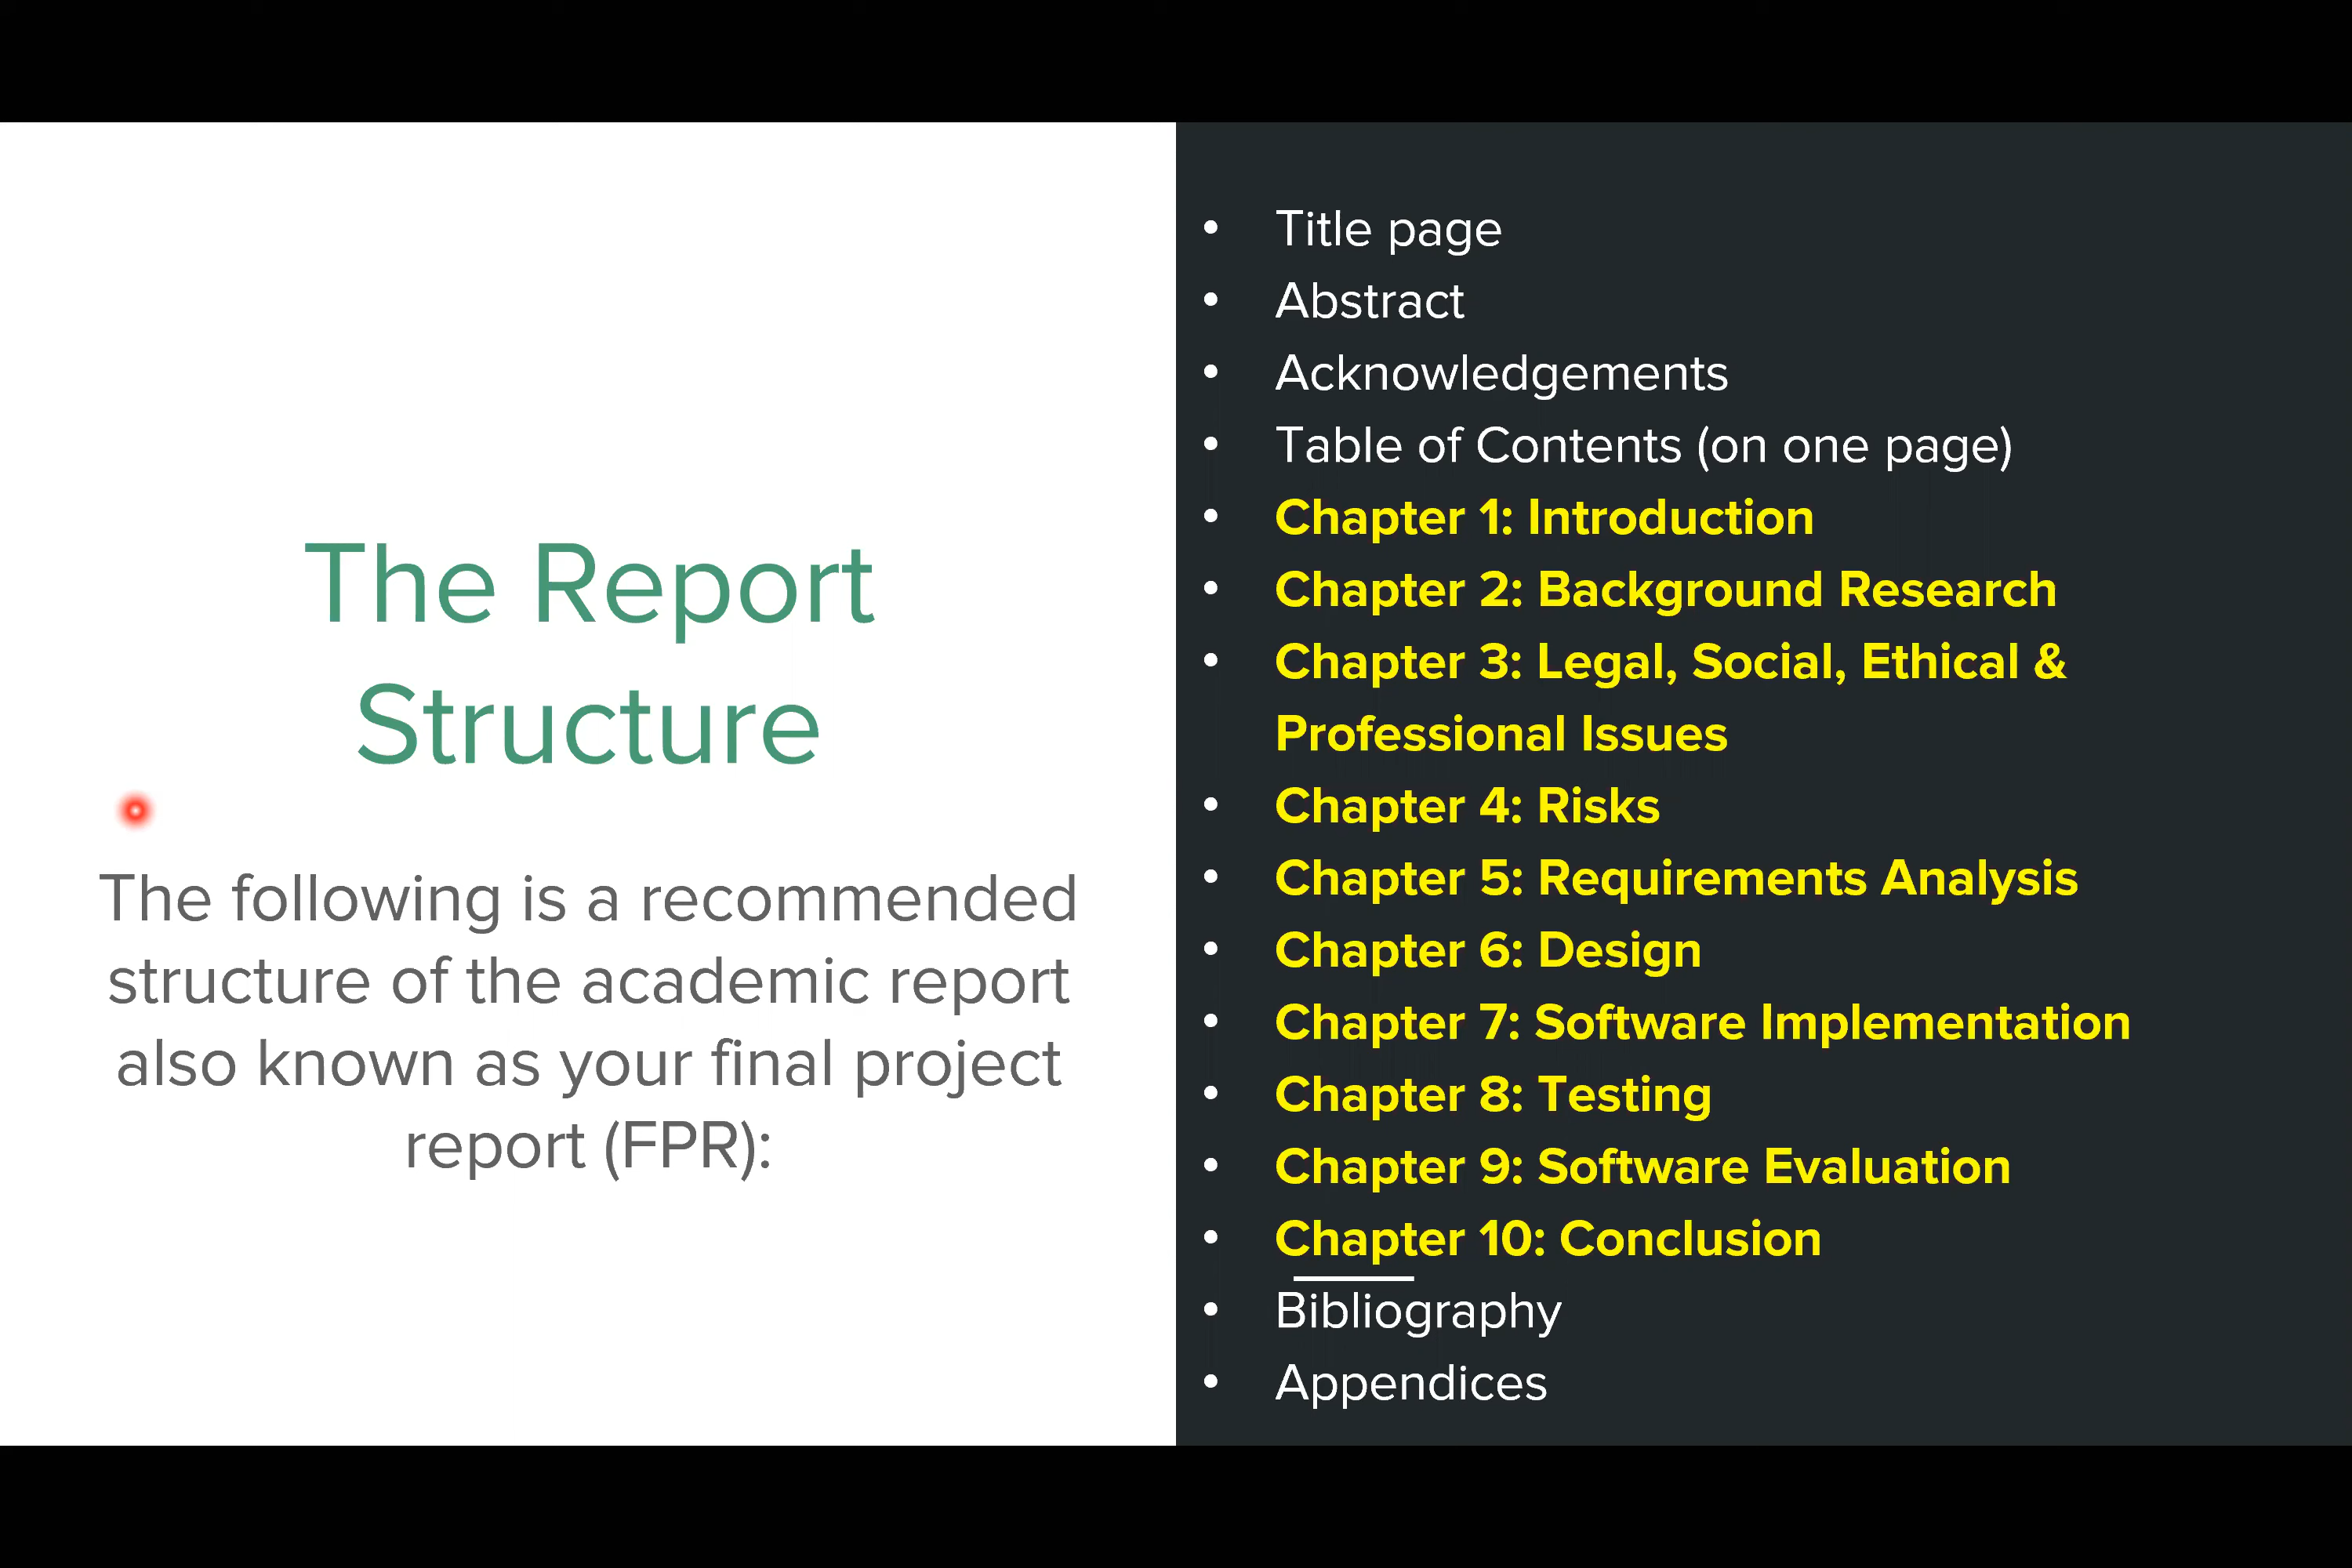 The Report
Structure
The following is a recommended
structure of the academic report
also known as your final project
report (FPR):
• Title page
• Abstract
• Acknowledgements
• Table of Contents (on one page)
• Chapter 1: Introduction
• Chapter 2: Background Research
• Chapter 3: Legal, Social, Ethical &
Professional Issues
• Chapter 4: Risks
• Chapter 5: Requirements Analysis
• Chapter 6: Design
• Chapter 7: Software Implementation
• Chapter 8: Testing
• Chapter 9: Software Evaluation
• Chapter 10: Conclusion
• Bibliography
• Appendices